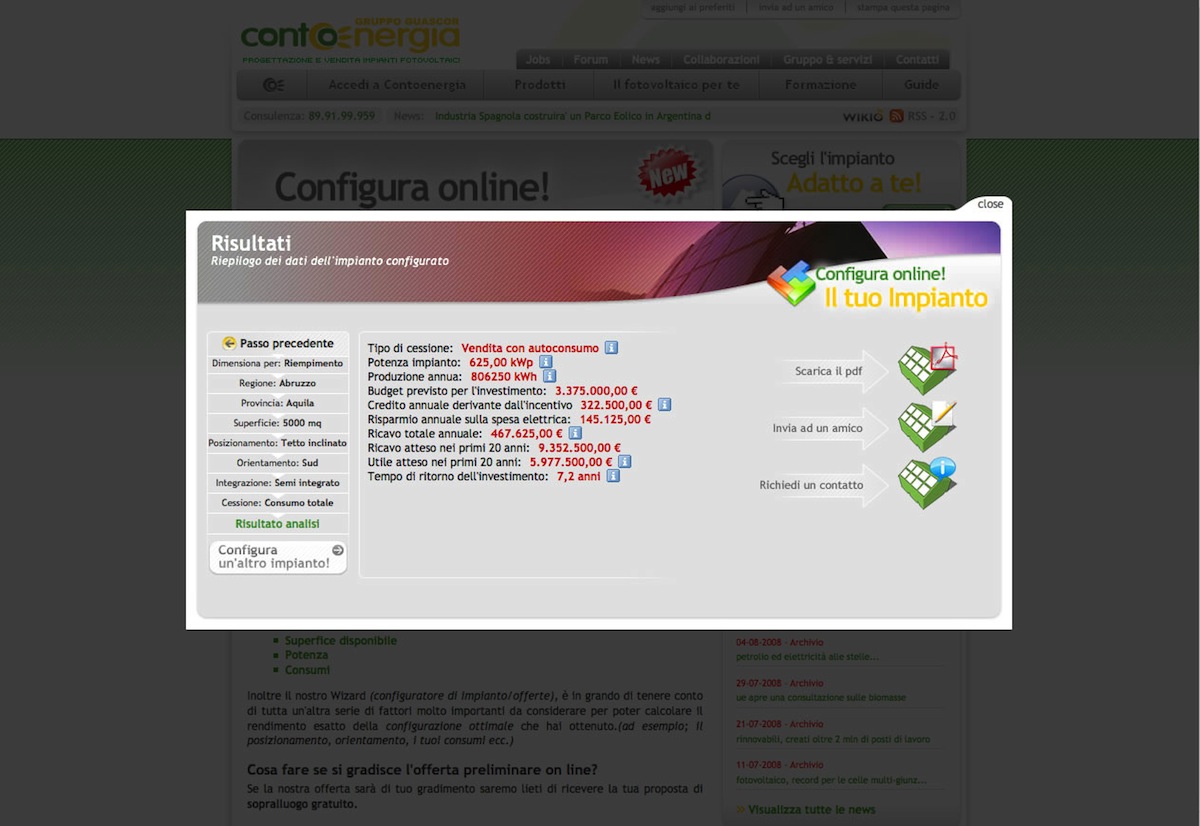 aggiungi ai preferiti invia ad un amico stampa questa pagina
GRUPPO GUASCOR
contoenergia
PROGETTAZIONE E VENDITA IMPIANTI FOTOVOLTAICI
Jobs Forum News Collaborazioni Gruppo & servizi Contatti
Accedi a Contoenergia Prodotti Il fotovoltaico per te Formazione Guide
Consulenza: 89.91.99.959 News: Industria Spagnola costruira' un Parco Eolico in Argentina d WIKIO RSS - 2.0
Configura online!
New
Scegli l'impianto
Adatto a te!
close
Risultati
Riepilogo dei dati dell'impianto configurato
Configura online!
Il tuo Impianto
Passo precedente
Dimensiona per: Riempimento
Regione: Abruzzo
Provincia: Aquila
Superficie: 5000 mq
Posizionamento: Tetto inclinato
Orientamento: Sud
Integrazione: Semi integrato
Cessione: Consumo totale
Risultato analisi
Configura
un'altro impianto!
Tipo di cessione: Vendita con autoconsumo
Potenza impianto: 625,00 kWp
Produzione annua: 806250 kWh
Budget previsto per l'investimento: 3.375.000,00 €
Credito annuale derivante dall'incentivo 322.500,00 €
Risparmio annuale sulla spesa elettrica: 145.125,00 €
Ricavo totale annuale: 467.625,00 €
Ricavo atteso nei primi 20 anni: 9.352.500,00 €
Utile atteso nei primi 20 anni: 5.977.500,00 €
Tempo di ritorno dell'investimento: 7,2 anni
Scarica il pdf
Invia ad un amico
Richiedi un contatto
Superfice disponibile
Potenza
Consumi
Inoltre il nostro Wizard (configuratore di Impianto/offerte), è in grando di tenere conto
di tutta un'altra serie di fattori molto importanti da considerare per poter calcolare il
rendimento esatto della configurazione ottimale che hai ottenuto.(ad esempio; il
posizionamento, orientamento, i tuoi consumi ecc.)
Cosa fare se si gradisce l'offerta preliminare on line?
Se la nostra offerta sarà di tuo gradimento saremo lieti di ricevere la tua proposta di
sopralluogo gratuito.
04-08-2008 - Archivio
petrolio ed elettricità alle stelle...
29-07-2008 - Archivio
ue apre una consultazione sulle biomasse
21-07-2008 - Archivio
rinnovabili, creati oltre 2 mln di posti di lavoro
11-07-2008 - Archivio
fotovoltaico, record per le celle multi-giunz...
» Visualizza tutte le news